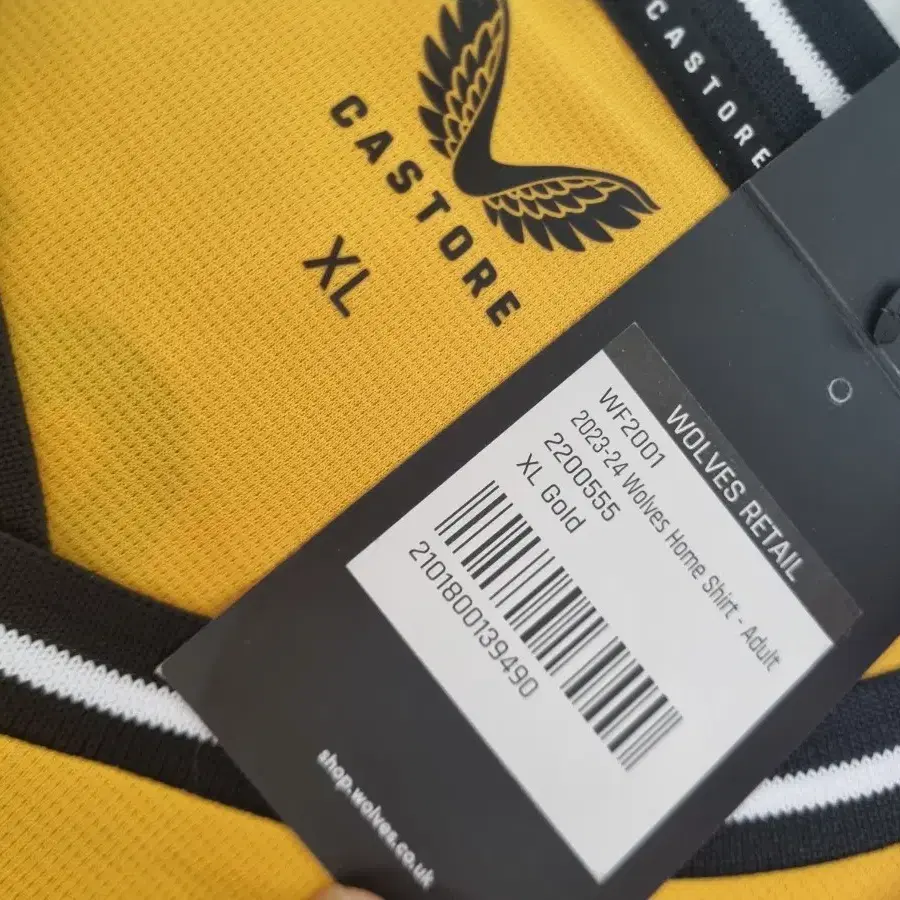 CASTORE
XL
CASTORE
WOLVES RETAIL
WF2001
2023-24 Wolves Home Shirt - Adult
2200555
XL Gold
2101800139490
shop.wolves.co.uk